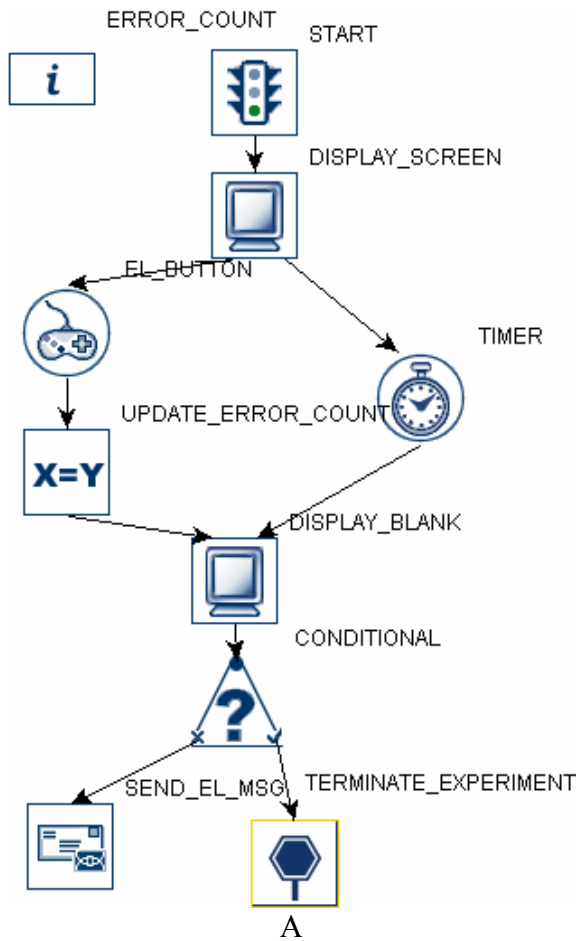 ERROR_COUNT
START
i
DISPLAY_SCREEN
EL_BUTTON
TIMER
UPDATE_ERROR_COUNT
X=Y
DISPLAY_BLANK
CONDITIONAL
?
SEND_EL_MSG
TERMINATE_EXPERIMENT
A